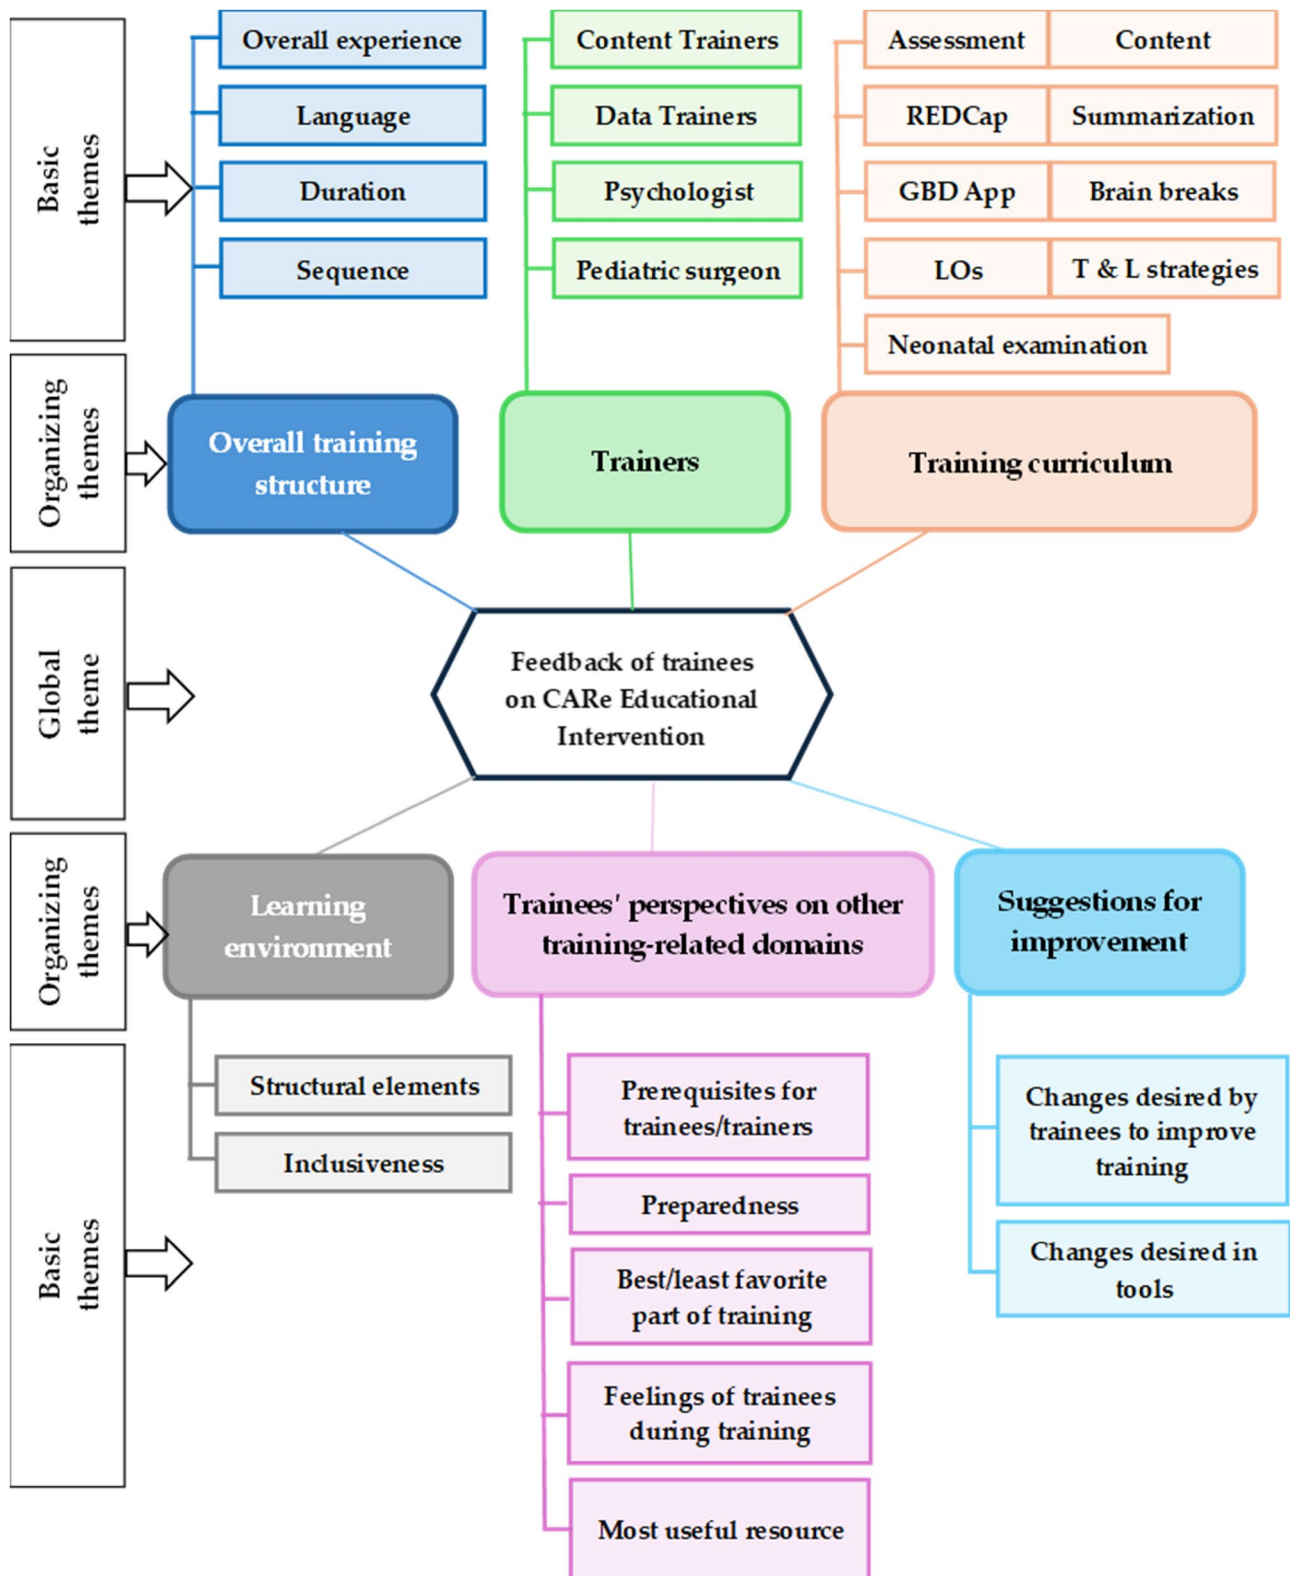 Basic
themes
Overall experience
Language
Duration
Sequence
Content Trainers
Data Trainers
Psychologist
Pediatric surgeon
Assessment
Content
REDCap
Summarization
GBD App
Brain breaks
LOs
T & L strategies
Neonatal examination
Organizing
themes
Overall training
structure
Trainers
Training curriculum
Global
theme
Feedback of trainees
on CARe Educational
Intervention
Organizing
themes
Learning
environment
Trainees' perspectives on other
training-related domains
Suggestions for
improvement
Basic
themes
Structural elements
Inclusiveness
Prerequisites for
trainees/trainers
Preparedness
Best/least favorite
part of training
Feelings of trainees
during training
Most useful resource
Changes desired by
trainees to improve
training
Changes desired in
tools